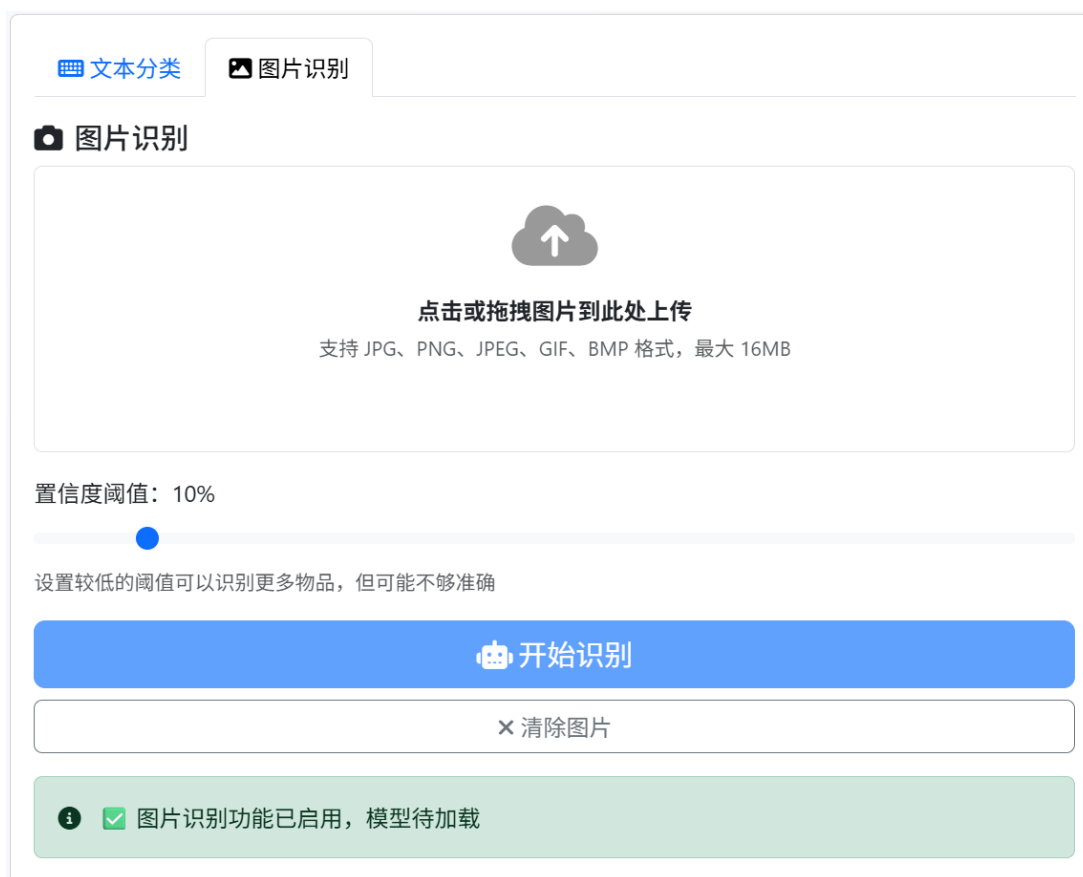 文本分类
图片识别
图片识别
点击或拖拽图片到此处上传
支持 JPG、PNG、JPEG、GIF、BMP 格式，最大 16MB
置信度阈值：10%
设置较低的阈值可以识别更多物品，但可能不够准确
开始识别
清除图片
图片识别功能已启用，模型待加载